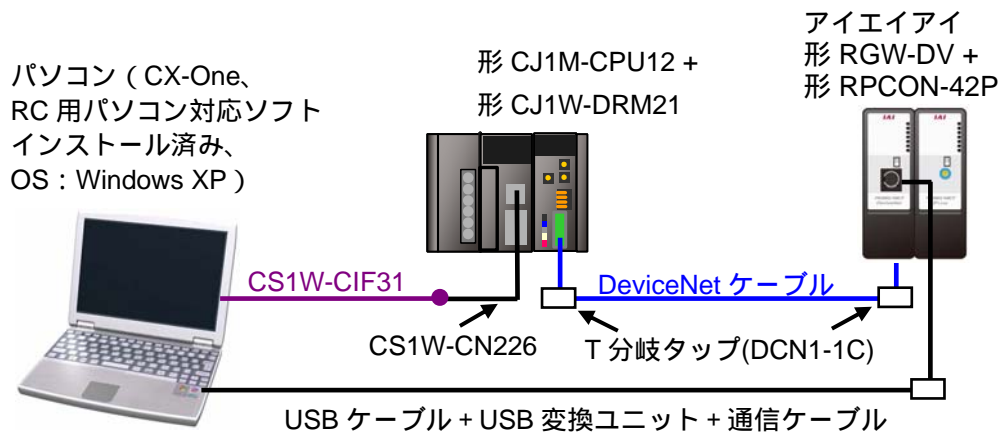 パソコン（CX-One、
RC 用パソコン対応ソフト
インストール済み、
OS：Windows XP）
形 CJ1M-CPU12 +
形 CJ1W-DRM21
アイエイアイ
形 RGW-DV +
形 RPCON-42P
IAI
IAI
CS1W-CIF31
CS1W-CN226
DeviceNet ケーブル
T 分岐タップ(DCN1-1C)
USB ケーブル + USB 変換ユニット + 通信ケーブル